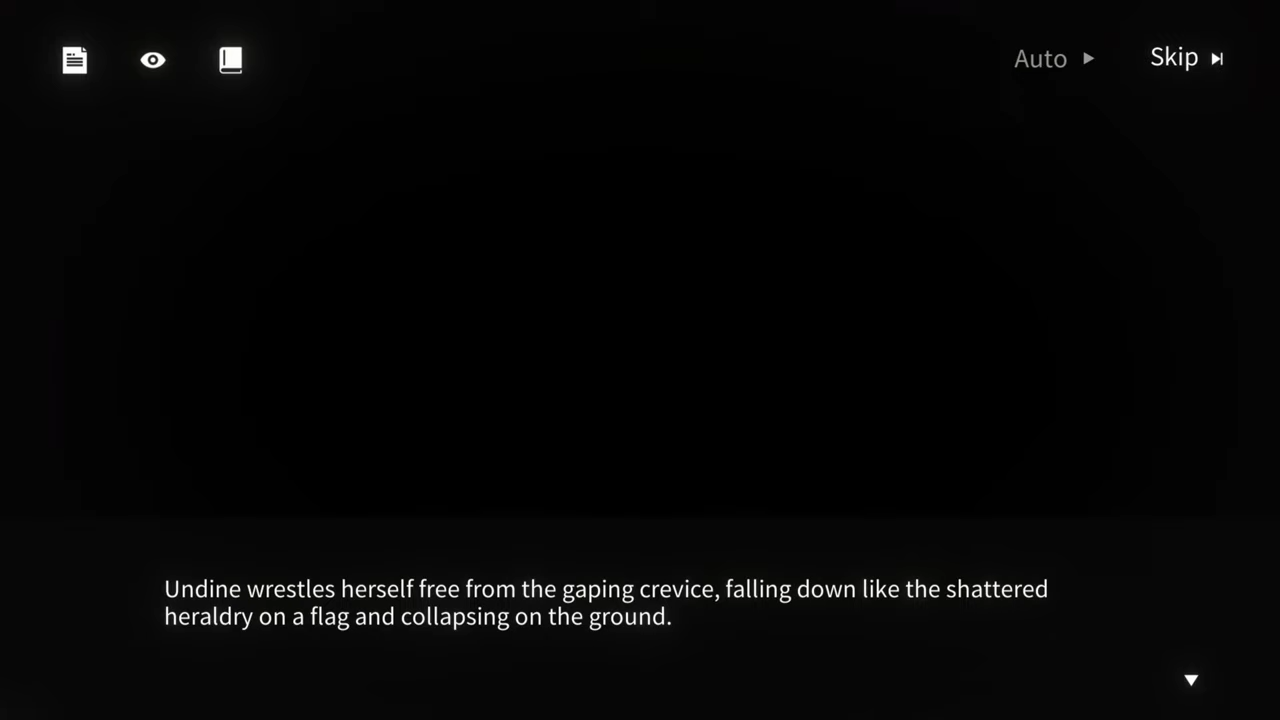 Auto
Skip
Undine wrestles herself free from the gaping crevice, falling down like the shattered
heraldry on a flag and collapsing on the ground.